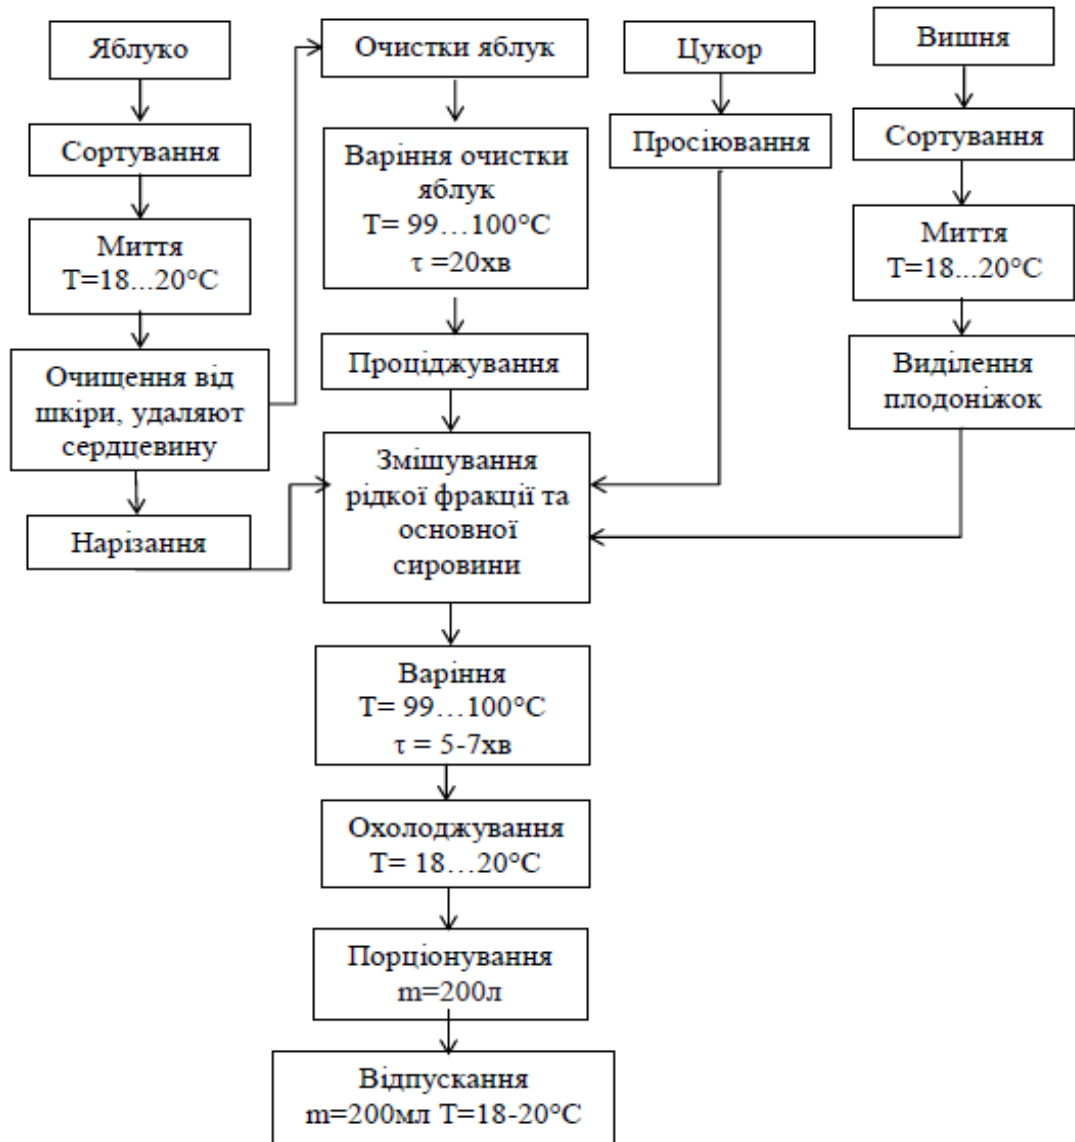 Яблуко
Сортування
Миття
Т=18...20°С
Очищення від
шкіри, удаляют
сердцевину
Нарізання
Очистки яблук
Варіння очистки
яблук
Т= 99…100°С
τ =20хв
Проціджування
Змішування
рідкої фракції та
основної
сировини
Варіння
Т= 99…100°С
τ = 5-7хв
Охолоджування
Т= 18…20°С
Порціонування
m=200л
Відпускання
m=200мл Т=18-20°С
Цукор
Просіювання
Вишня
Сортування
Миття
Т=18...20°С
Виділення
плодоніжок